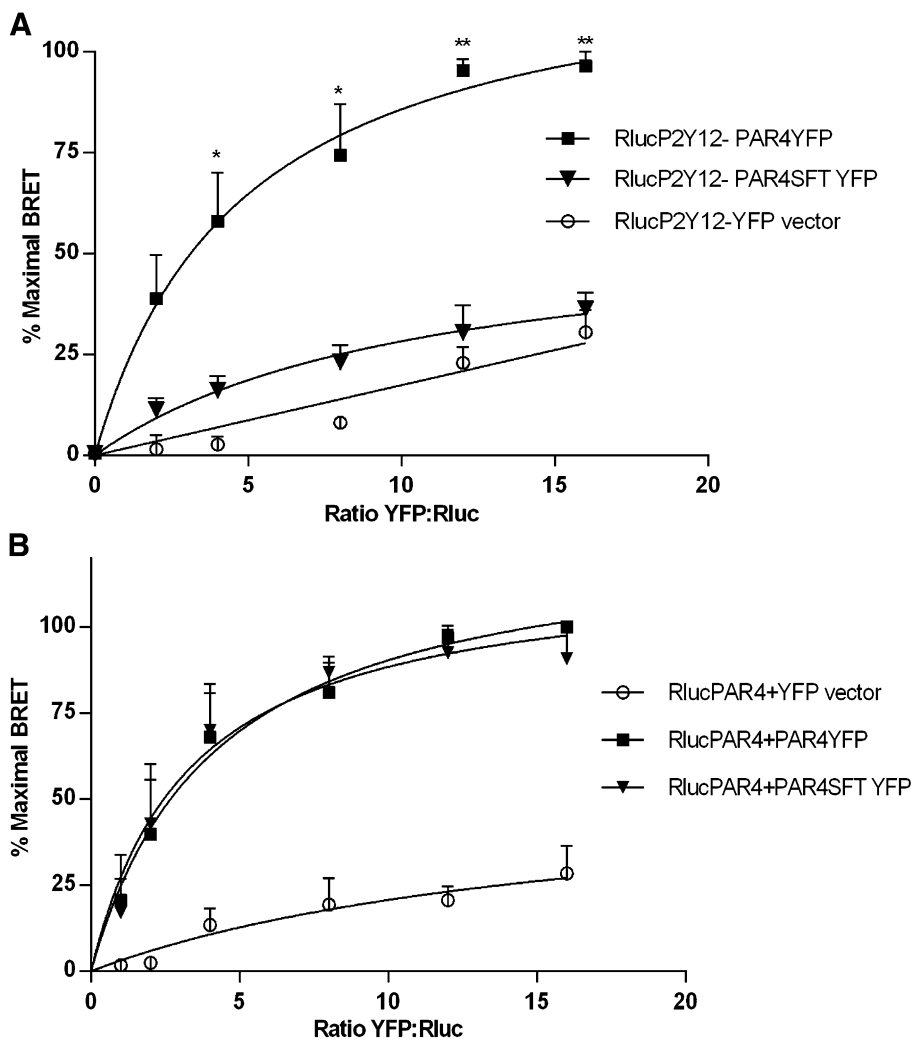 A
**
**
*
*
100
75
50
25
0
% Maximal BRET
RlucP2Y12- PAR4YFP
RlucP2Y12- PAR4SFT YFP
RlucP2Y12-YFP vector
0 5 10 15 20
Ratio YFP:Rluc
B
100
75
50
25
0
% Maximal BRET
RlucPAR4+YFP vector
RlucPAR4+PAR4YFP
RlucPAR4+PAR4SFT YFP
0 5 10 15 20
Ratio YFP:Rluc